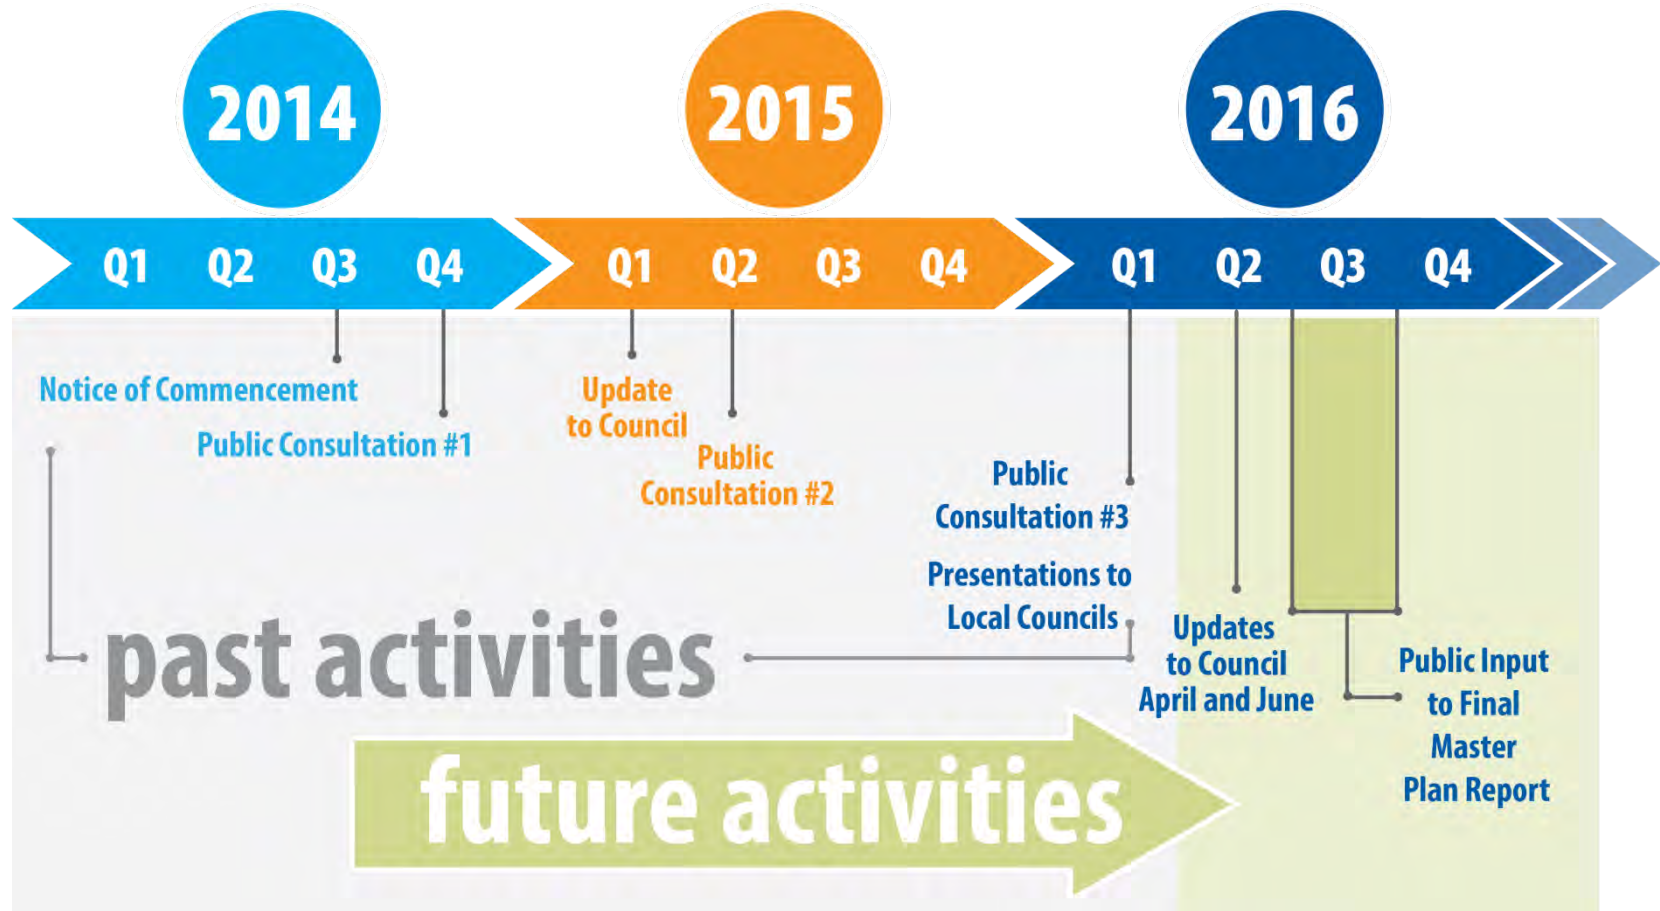 2014
2015
2016
Q1 Q2 Q3 Q4
Q1 Q2 Q3 Q4
Q1 Q2 Q3 Q4
Notice of Commencement
Public Consultation #1
Update
to Council
Public
Consultation #2
Public
Consultation #3
Presentations to
Local Councils
Updates
to Council
April and June
Public Input
to Final
Master
Plan Report
past activities
future activities